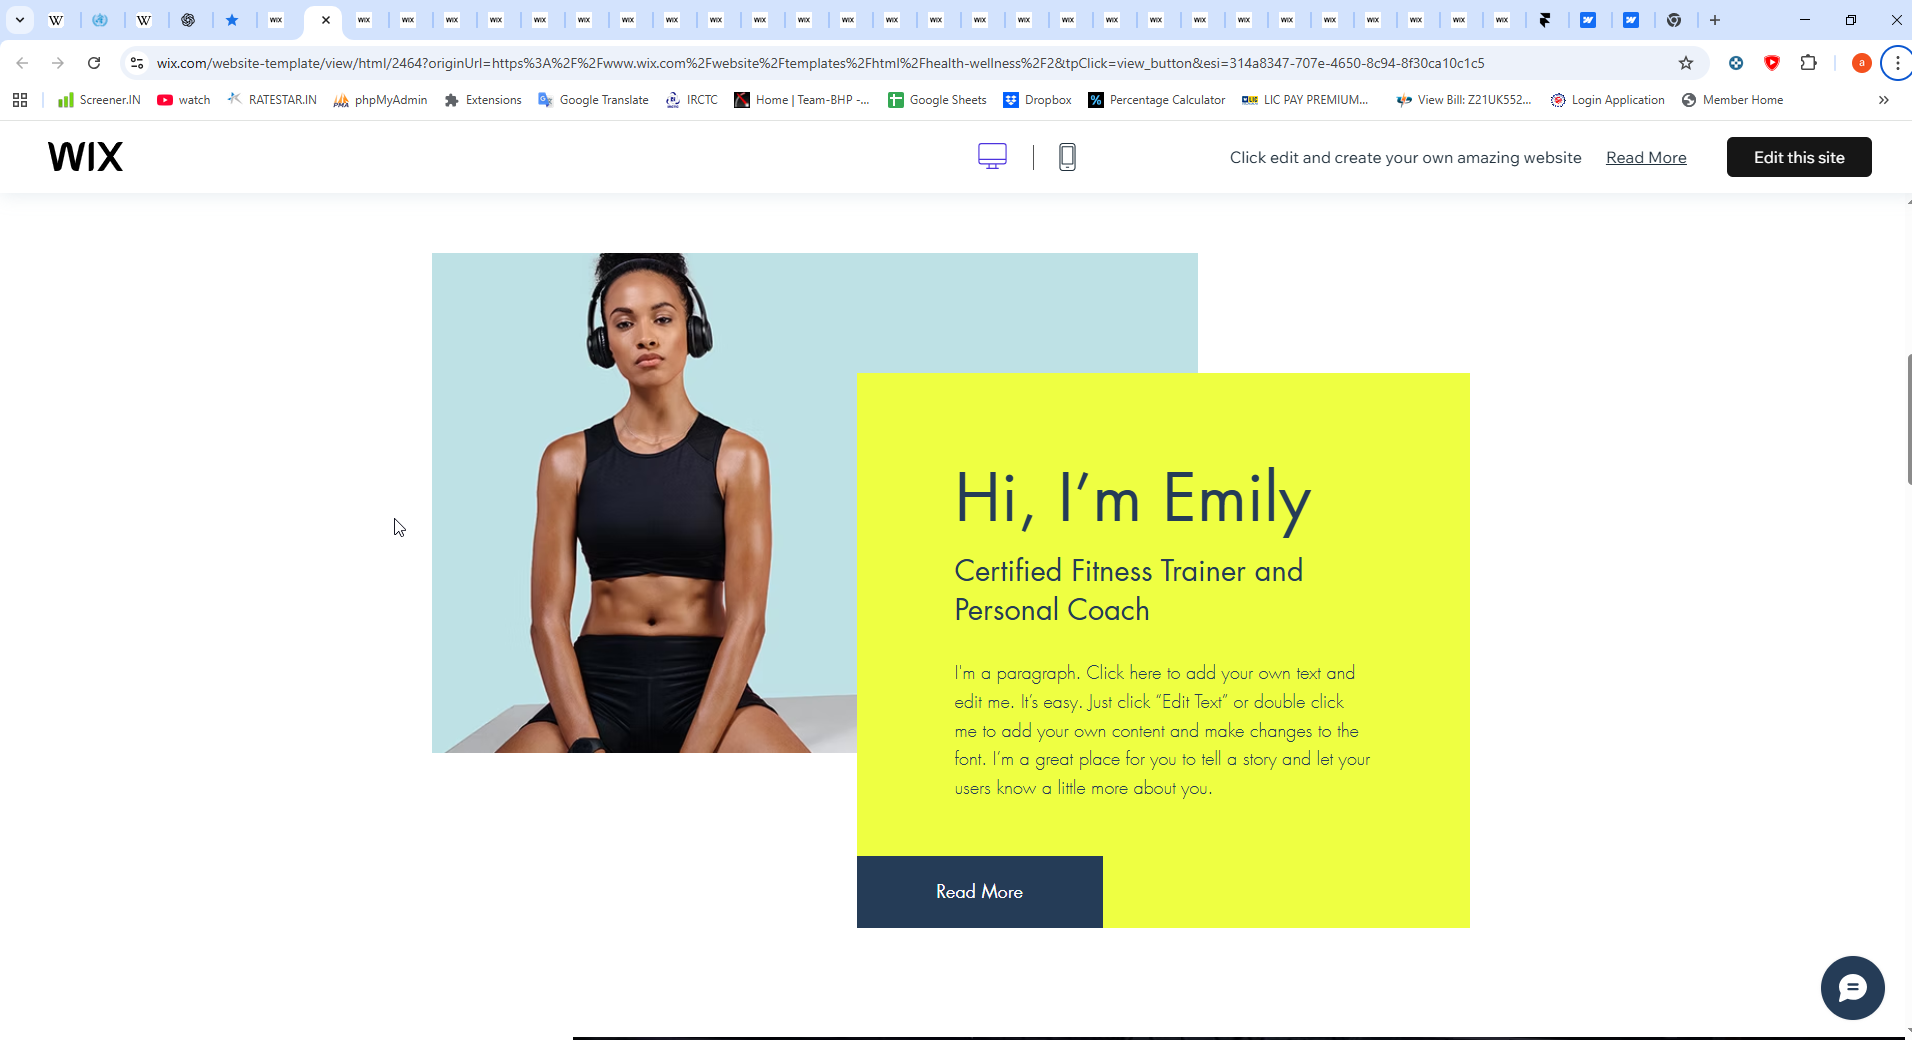 wix.com/website-template/view/html/2464?originUrl=https%3A%2F%2Fwww.wix.com%2Fwebsite%2Ftemplates%2Fhtml%2Fhealth-wellness%2F2&tpClick=view_button&esi=314a8347-707e-4650-8c94-8f30ca10c1c5
a
Screener.IN watch RATESTAR.IN phpMyAdmin Extensions Google Translate IRCTC Home | Team-BHP -... Google Sheets Dropbox Percentage Calculator LIC PAY PREMIUM... View Bill: Z21UK552... Login Application Member Home
WIX
Click edit and create your own amazing website Read More Edit this site
Hi, I’m Emily
Certified Fitness Trainer and
Personal Coach
I'm a paragraph. Click here to add your own text and
edit me. It’s easy. Just click “Edit Text” or double click
me to add your own content and make changes to the
font. I’m a great place for you to tell a story and let your
users know a little more about you.
Read More